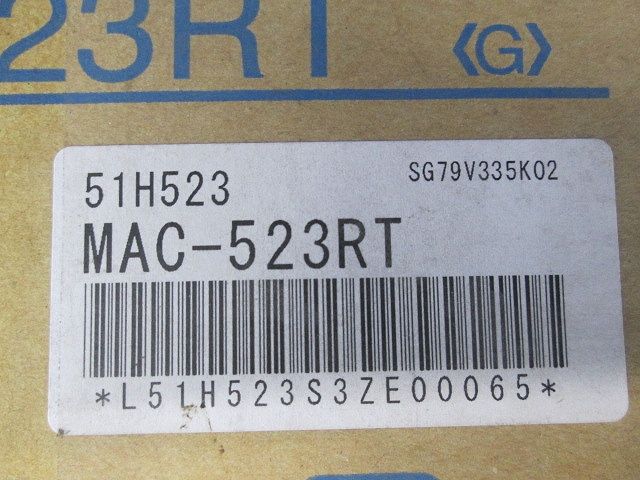 23RT 《G》
51H523
SG79V335K02
MAC-523RT
*L51H523S3ZE00065*